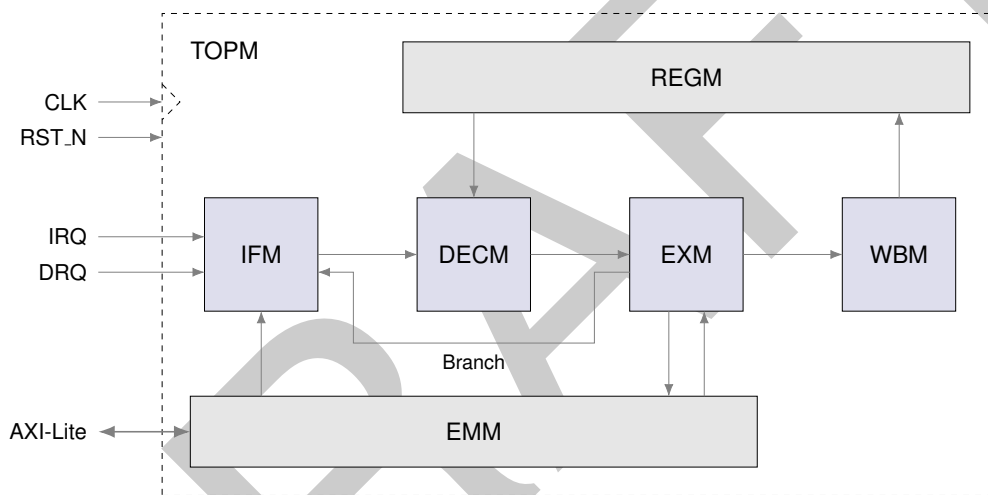 TOPM
REGM
CLK
RST_N
IRQ
DRQ
IFM
DECM
EXM
WBM
Branch
AXI-Lite
EMM